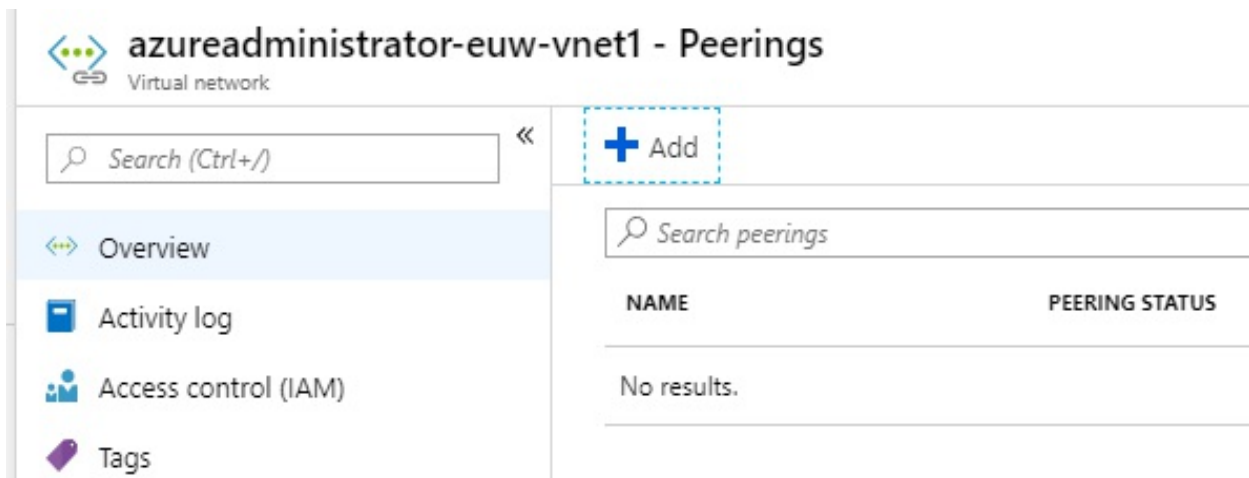 azureadministrator-euw-vnet1 - Peerings
Virtual network
Search (Ctrl+/)
«
Add
Overview
Activity log
Access control (IAM)
Tags
Search peerings
NAME PEERING STATUS
No results.